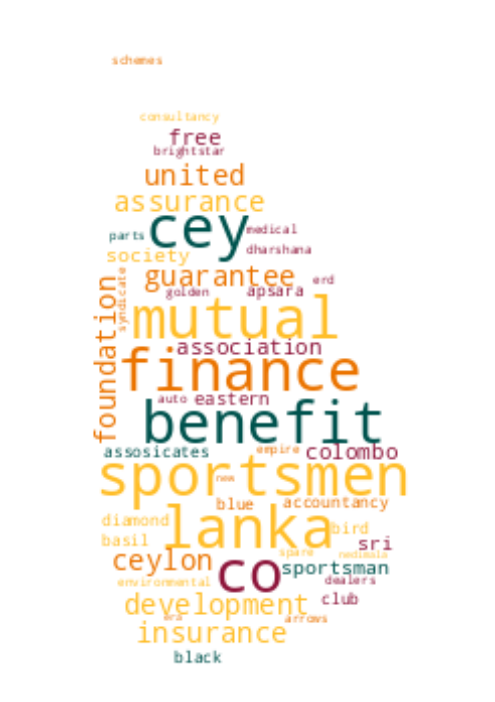 schemes
consultancy
free
brightstar
united
assurance
cey
medical
parts
dharshana
society
guarantee
erd
syndicate
golden
apsara
foundation
mutual
association
finance
auto
eastern
benefit
assosicates
empire
colombo
sportsmen
new
blue
accountancy
diamond
lanka
bird
basil
sri
spare
nedimala
ceylon
co
sportsman
environmental
dealers
development
club
era
arrows
insurance
black